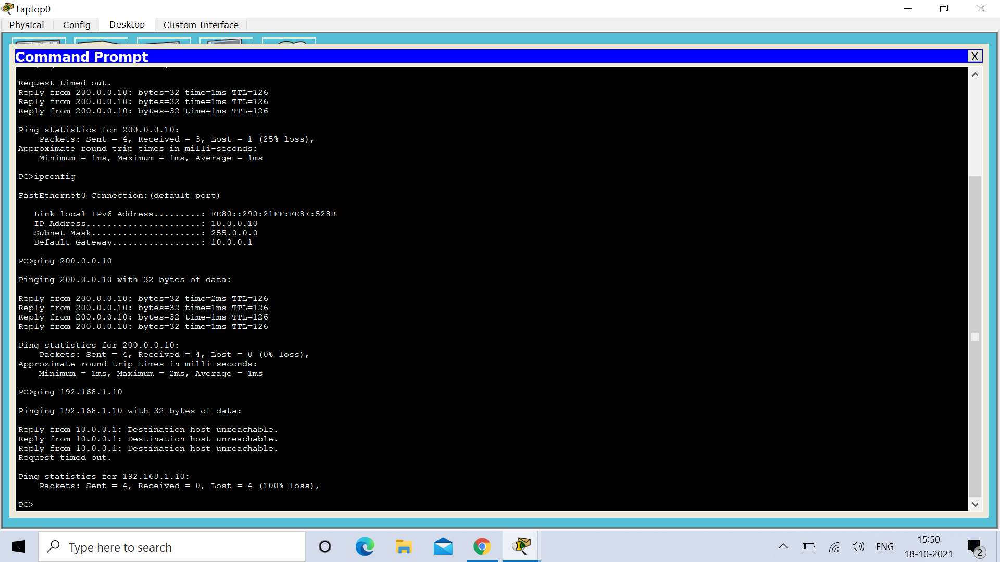 Laptop0
Physical Config Desktop Custom Interface
Command Prompt
X
Request timed out.
Reply from 200.0.0.10: bytes=32 time=1ms TTL=126
Reply from 200.0.0.10: bytes=32 time=1ms TTL=126
Reply from 200.0.0.10: bytes=32 time=1ms TTL=126
Ping statistics for 200.0.0.10:
Packets: Sent = 4, Received = 3, Lost = 1 (25% loss),
Approximate round trip times in milli-seconds:
Minimum = 1ms, Maximum = 1ms, Average = 1ms
PC>ipconfig
FastEthernet0 Connection:(default port)
Link-local IPv6 Address.........: FE80::290:21FF:FE8E:528B
IP Address......................: 10.0.0.10
Subnet Mask.....................: 255.0.0.0
Default Gateway.................: 10.0.0.1
PC>ping 200.0.0.10
Pinging 200.0.0.10 with 32 bytes of data:
Reply from 200.0.0.10: bytes=32 time=2ms TTL=126
Reply from 200.0.0.10: bytes=32 time=1ms TTL=126
Reply from 200.0.0.10: bytes=32 time=1ms TTL=126
Reply from 200.0.0.10: bytes=32 time=1ms TTL=126
Ping statistics for 200.0.0.10:
Packets: Sent = 4, Received = 4, Lost = 0 (0% loss),
Approximate round trip times in milli-seconds:
Minimum = 1ms, Maximum = 2ms, Average = 1ms
PC>ping 192.168.1.10
Pinging 192.168.1.10 with 32 bytes of data:
Reply from 10.0.0.1: Destination host unreachable.
Reply from 10.0.0.1: Destination host unreachable.
Reply from 10.0.0.1: Destination host unreachable.
Request timed out.
Ping statistics for 192.168.1.10:
Packets: Sent = 4, Received = 0, Lost = 4 (100% loss),
PC>
Type here to search
ENG
15:50
18-10-2021
2